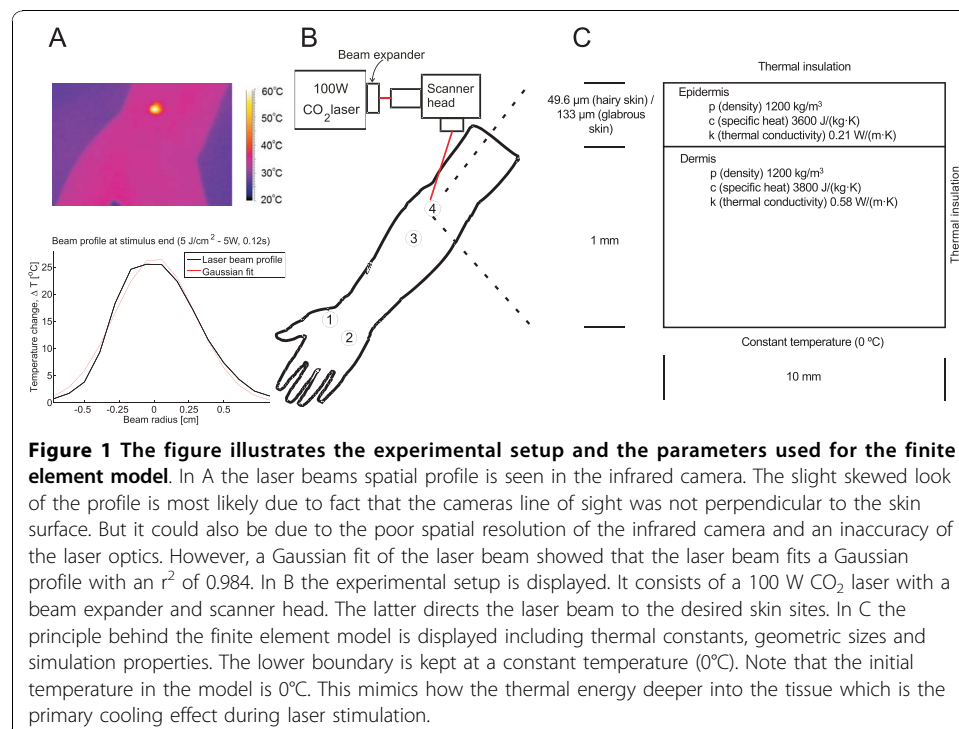 A
B
C
60°C
50°C
40°C
30°C
20°C
Beam expander
100W
CO2laser
Scanner
head
4
3
1
2
Thermal insulation
49.6 µm (hairy skin) /
133 µm (glabrous
skin)
Epidermis
p (density) 1200 kg/m³
c (specific heat) 3600 J/(kg·K)
k (thermal conductivity) 0.21 W/(m·K)
Dermis
p (density) 1200 kg/m³
c (specific heat) 3800 J/(kg·K)
k (thermal conductivity) 0.58 W/(m·K)
Thermal insulation
1 mm
Constant temperature (0 ºC)
10 mm
Beam profile at stimulus end (5 J/cm² - 5W, 0.12s)
Laser beam profile
Gaussian fit
Temperature change, Δ T [°C]
25
20
15
10
5
0
-0.5 -0.25 0 0.25 0.5
Beam radius [cm]
Figure 1 The figure illustrates the experimental setup and the parameters used for the finite
element model. In A the laser beams spatial profile is seen in the infrared camera. The slight skewed look
of the profile is most likely due to fact that the cameras line of sight was not perpendicular to the skin
surface. But it could also be due to the poor spatial resolution of the infrared camera and an inaccuracy of
the laser optics. However, a Gaussian fit of the laser beam showed that the laser beam fits a Gaussian
profile with an r² of 0.984. In B the experimental setup is displayed. It consists of a 100 W CO₂ laser with a
beam expander and scanner head. The latter directs the laser beam to the desired skin sites. In C the
principle behind the finite element model is displayed including thermal constants, geometric sizes and
simulation properties. The lower boundary is kept at a constant temperature (0°C). Note that the initial
temperature in the model is 0°C. This mimics how the thermal energy deeper into the tissue which is the
primary cooling effect during laser stimulation.